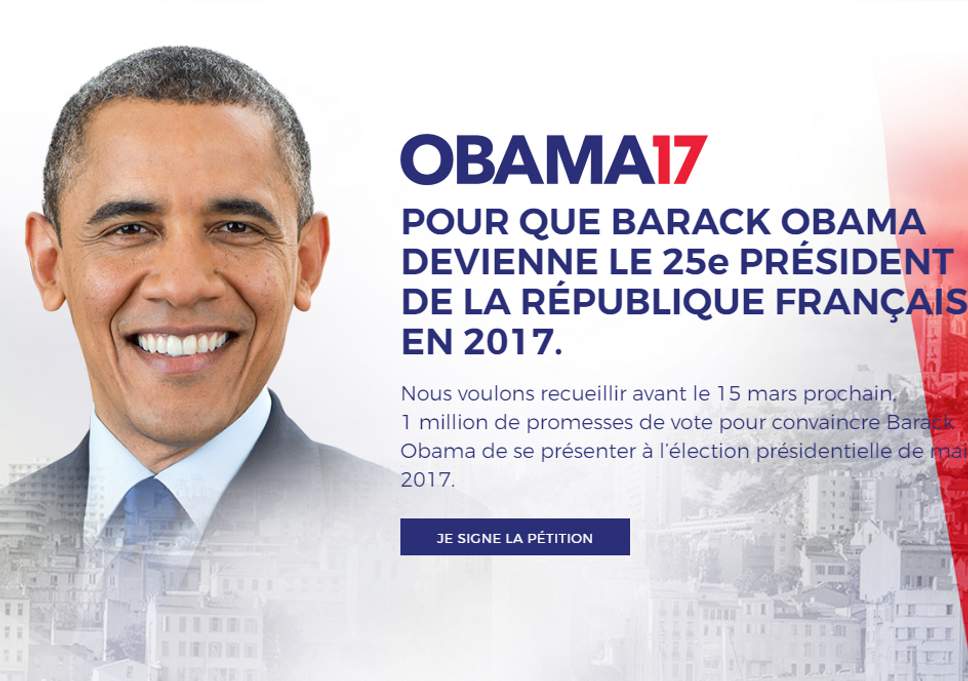 OBAMA17
POUR QUE BARACK OBAMA
DEVIENNE LE 25e PRÉSIDENT
DE LA RÉPUBLIQUE FRANÇAIS
EN 2017.
Nous voulons recueillir avant le 15 mars prochain,
1 million de promesses de vote pour convaincre Barack
Obama de se présenter à l’élection présidentielle de mai
2017.
JE SIGNE LA PÉTITION